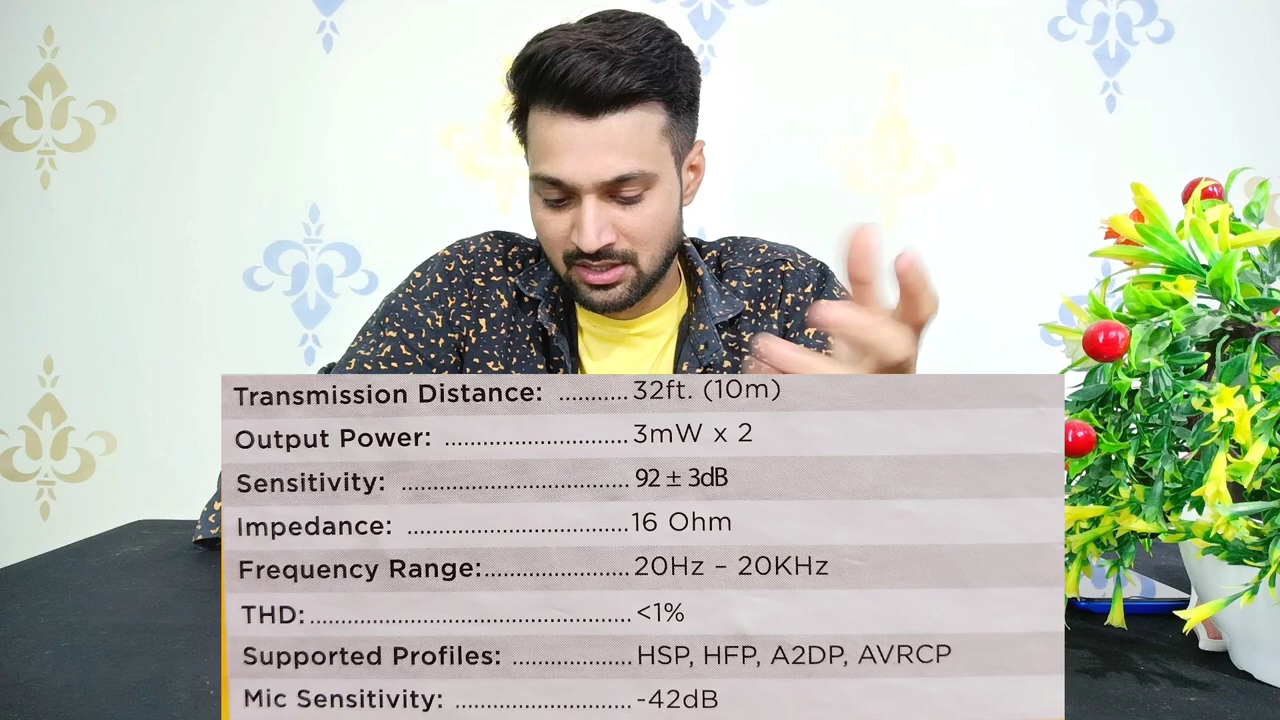 Transmission Distance: ...........32ft. (10m)
Output Power: .............................3mW x 2
Sensitivity: ....................................92 ± 3dB
Impedance: ...................................16 Ohm
Frequency Range:.......................20Hz – 20KHz
THD:...................................................<1%
Supported Profiles: ...................HSP, HFP, A2DP, AVRCP
Mic Sensitivity: ............................-42dB